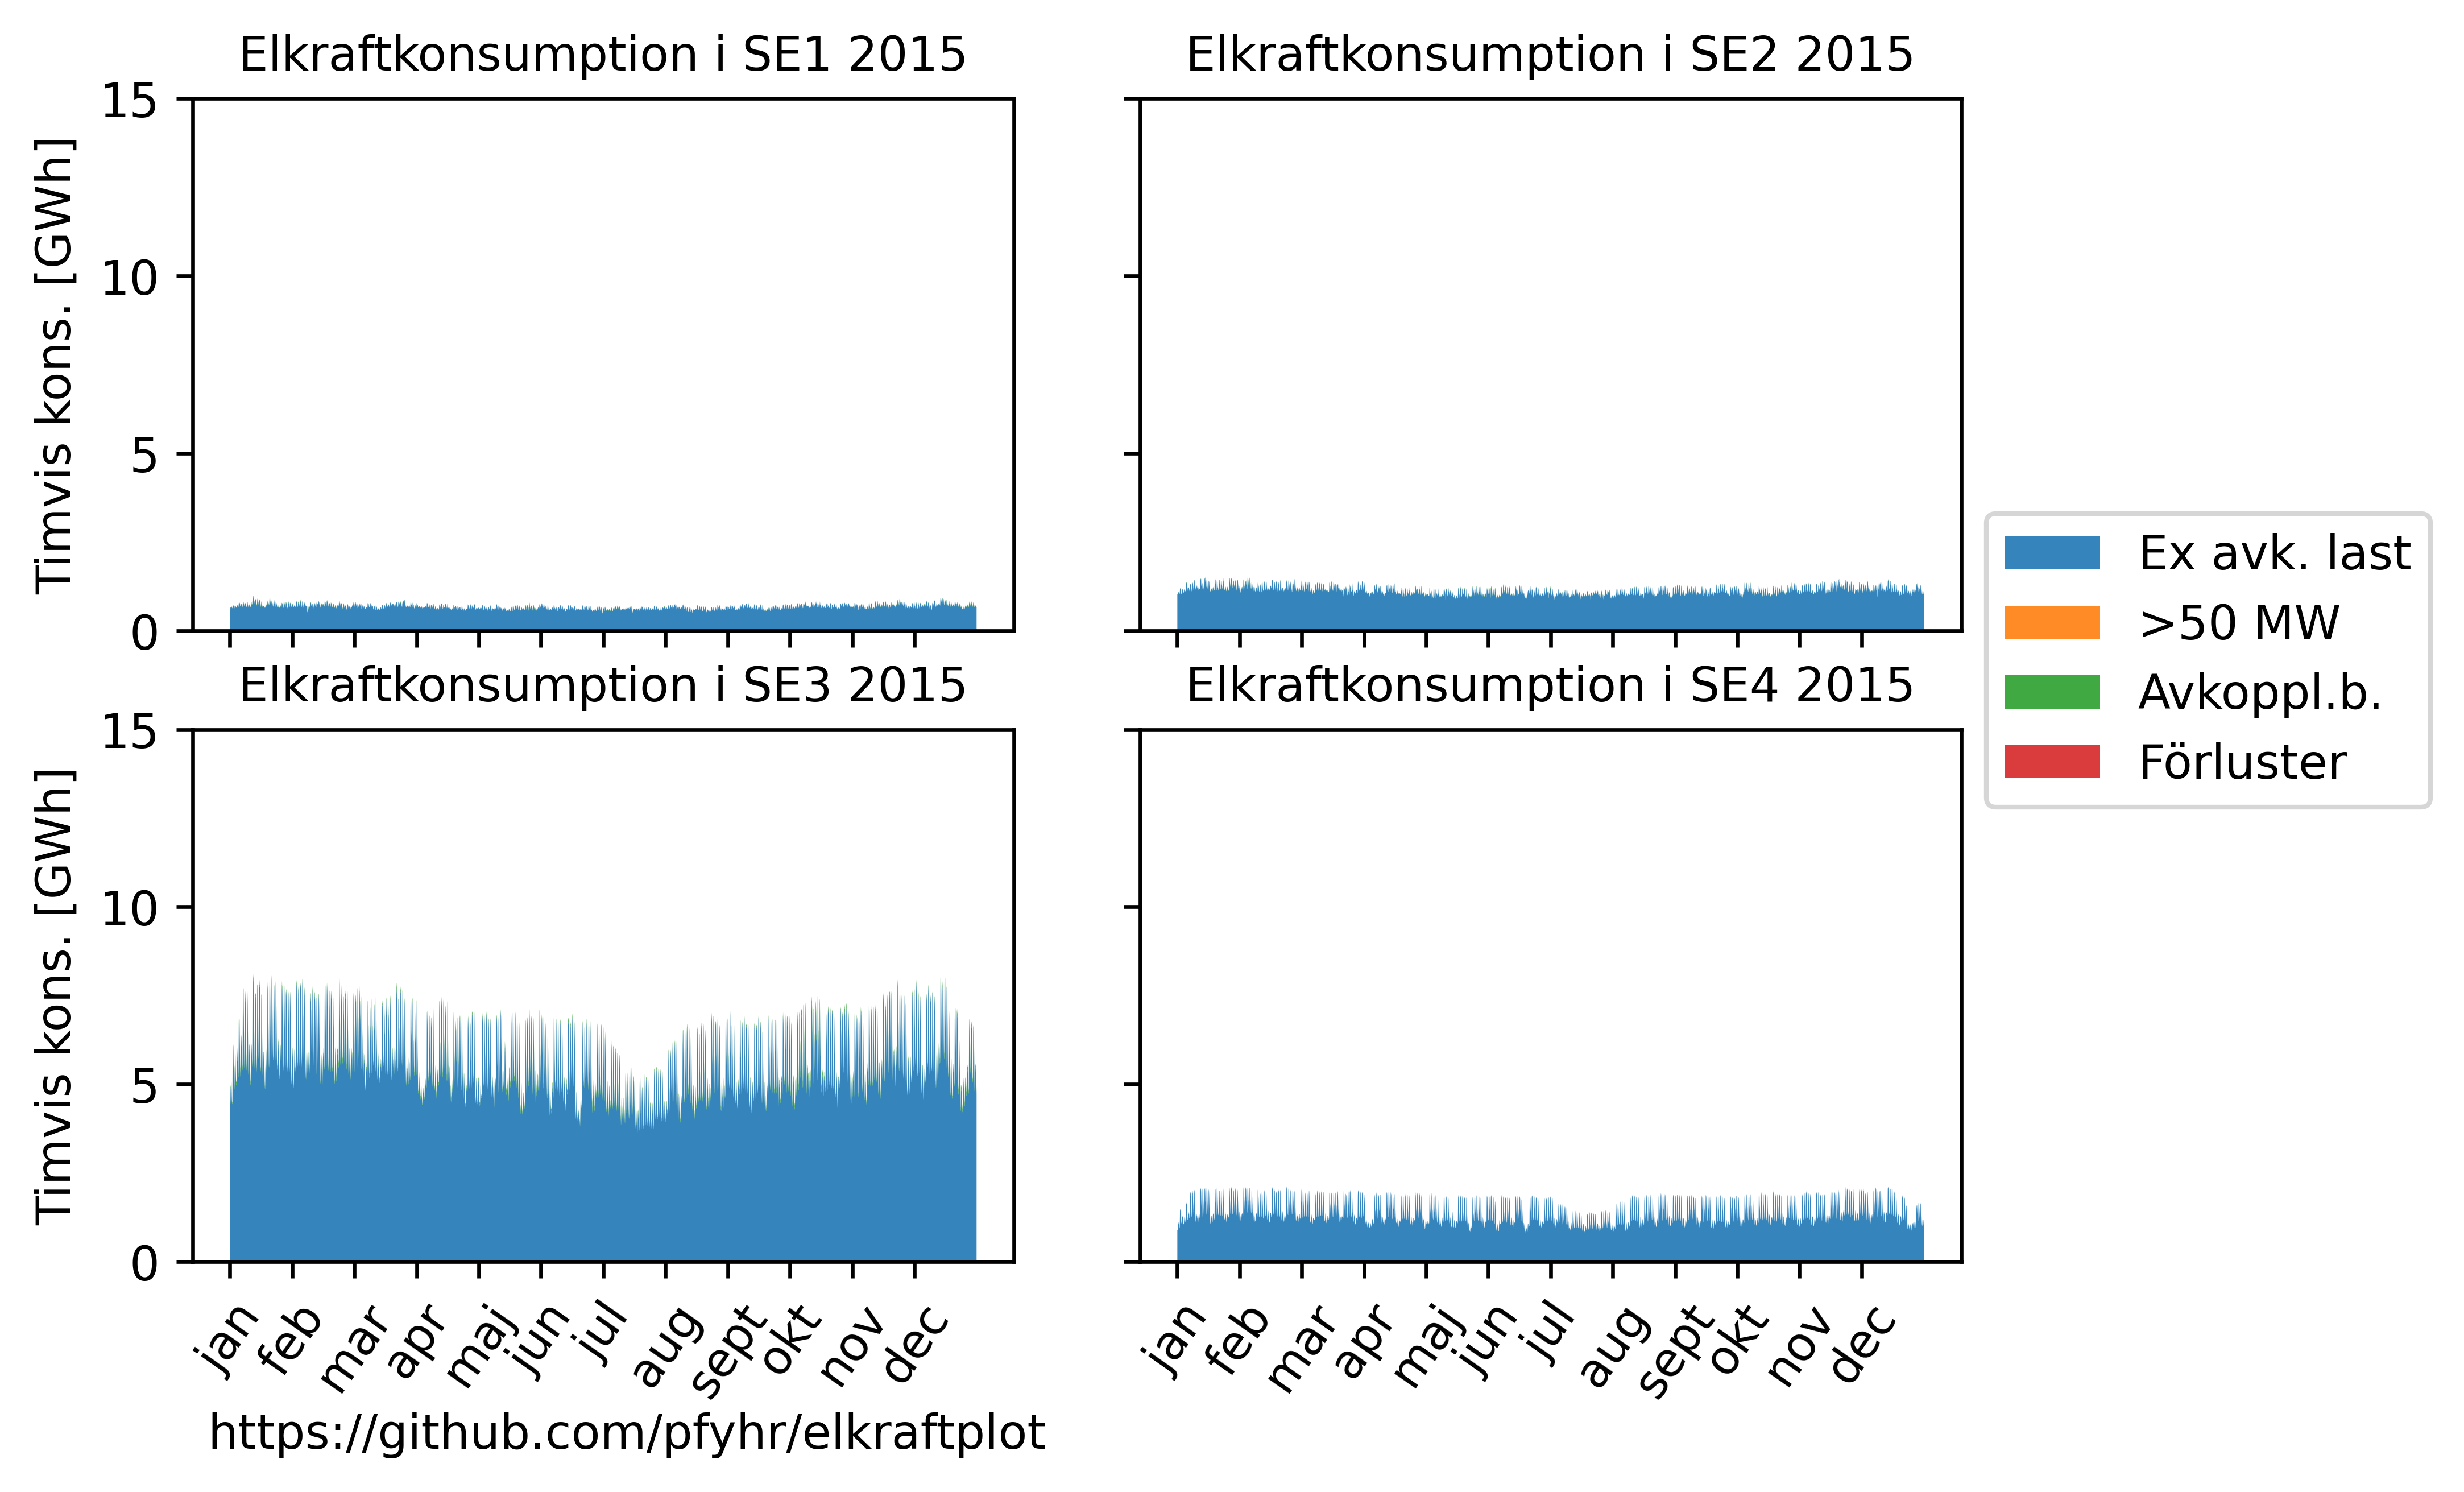 Elkraftkonsumption i SE1 2015
Timvis kons. [GWh]
15
10
5
0
Elkraftkonsumption i SE2 2015
Elkraftkonsumption i SE3 2015
Timvis kons. [GWh]
15
10
5
0
jan
feb
mar
apr
maj
jun
jul
aug
sept
okt
nov
dec
Elkraftkonsumption i SE4 2015
jan
feb
mar
apr
maj
jun
jul
aug
sept
okt
nov
dec
Ex avk. last
>50 MW
Avkoppl.b.
Förluster
https://github.com/pfyhr/elkraftplot